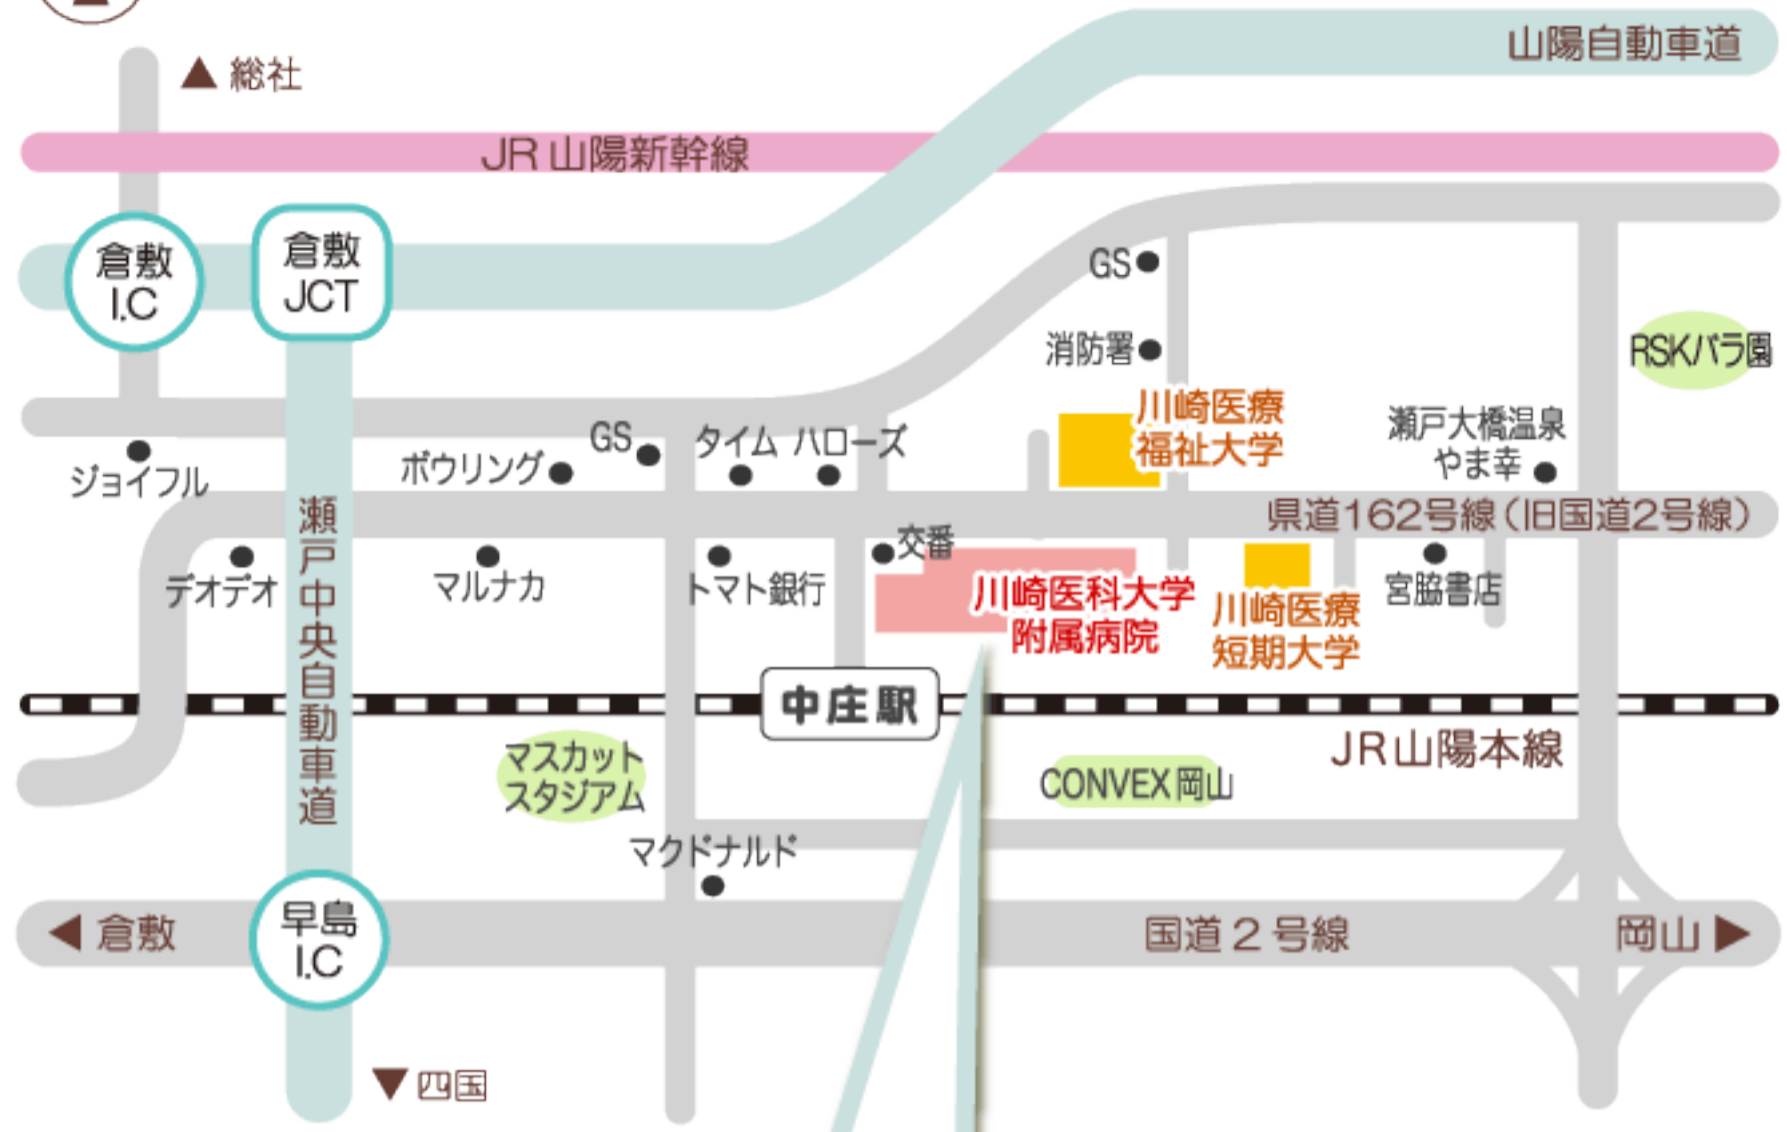 山陽自動車道
▲ 総社
JR 山陽新幹線
倉敷
I.C
倉敷
JCT
GS
消防署
RSKバラ園
川崎医療
福祉大学
瀬戸大橋温泉
やま幸
GS
タイム
ハローズ
ボウリング
ジョイフル
県道162号線（旧国道2号線）
瀬戸中央自動車道
交番
デオデオ
マルナカ
トマト銀行
川崎医科大学
附属病院
川崎医療
短期大学
宮脇書店
中庄駅
JR山陽本線
マスカット
スタジアム
CONVEX岡山
マクドナルド
◀ 倉敷
早島
I.C
国道2号線
岡山 ▶
▼ 四国